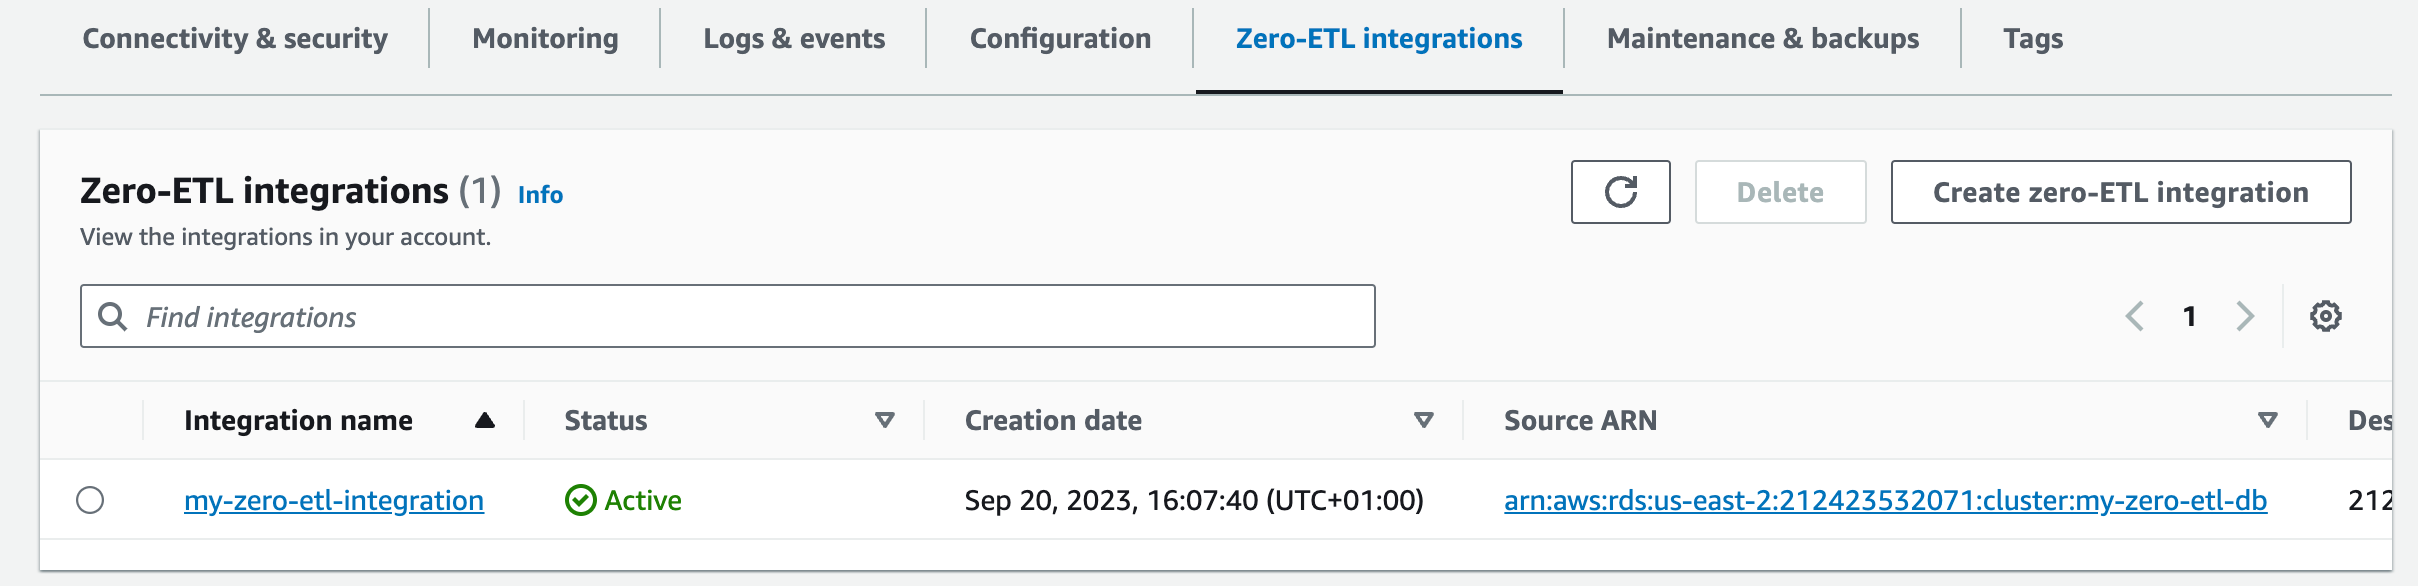 Connectivity & security Monitoring Logs & events Configuration Zero-ETL integrations Maintenance & backups Tags
Zero-ETL integrations (1) Info
Delete Create zero-ETL integration
View the integrations in your account.
Find integrations
1
Integration name Status Creation date Source ARN Des
my-zero-etl-integration Active Sep 20, 2023, 16:07:40 (UTC+01:00) arn:aws:rds:us-east-2:212423532071:cluster:my-zero-etl-db 212